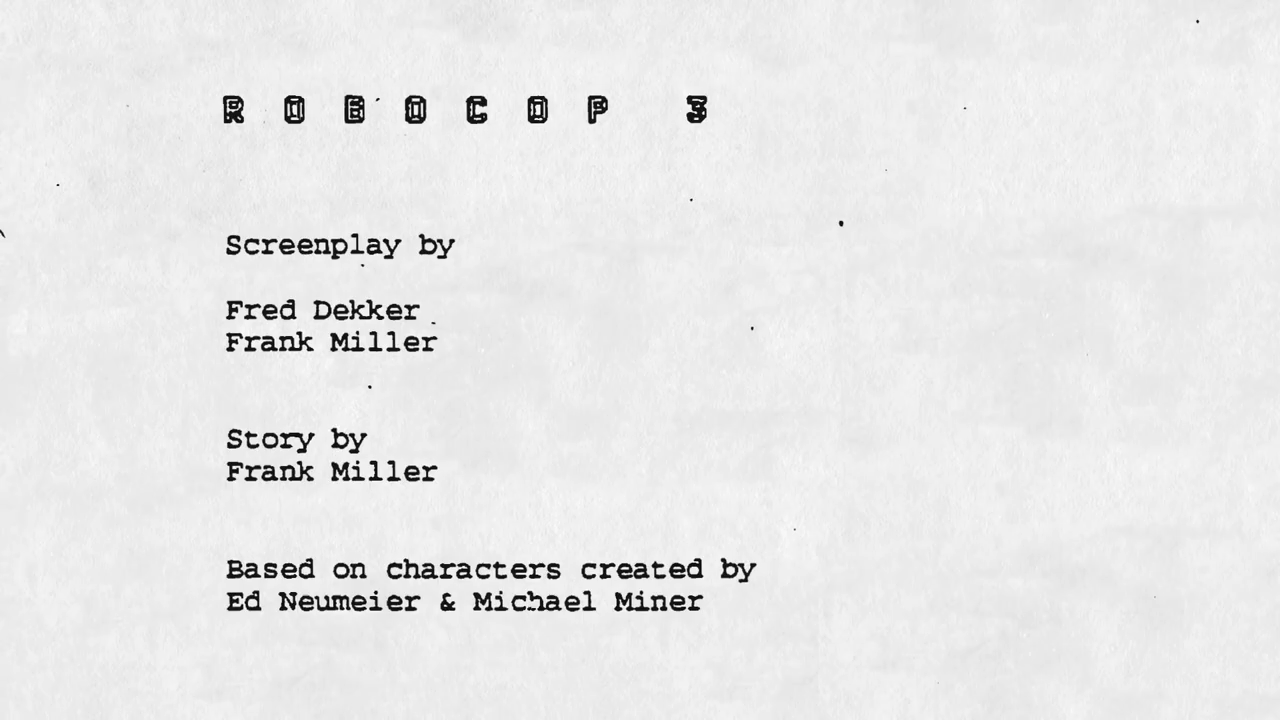 ROBOCOP 3
Screenplay by
Fred Dekker
Frank Miller
Story by
Frank Miller
Based on characters created by
Ed Neumeier & Michael Miner